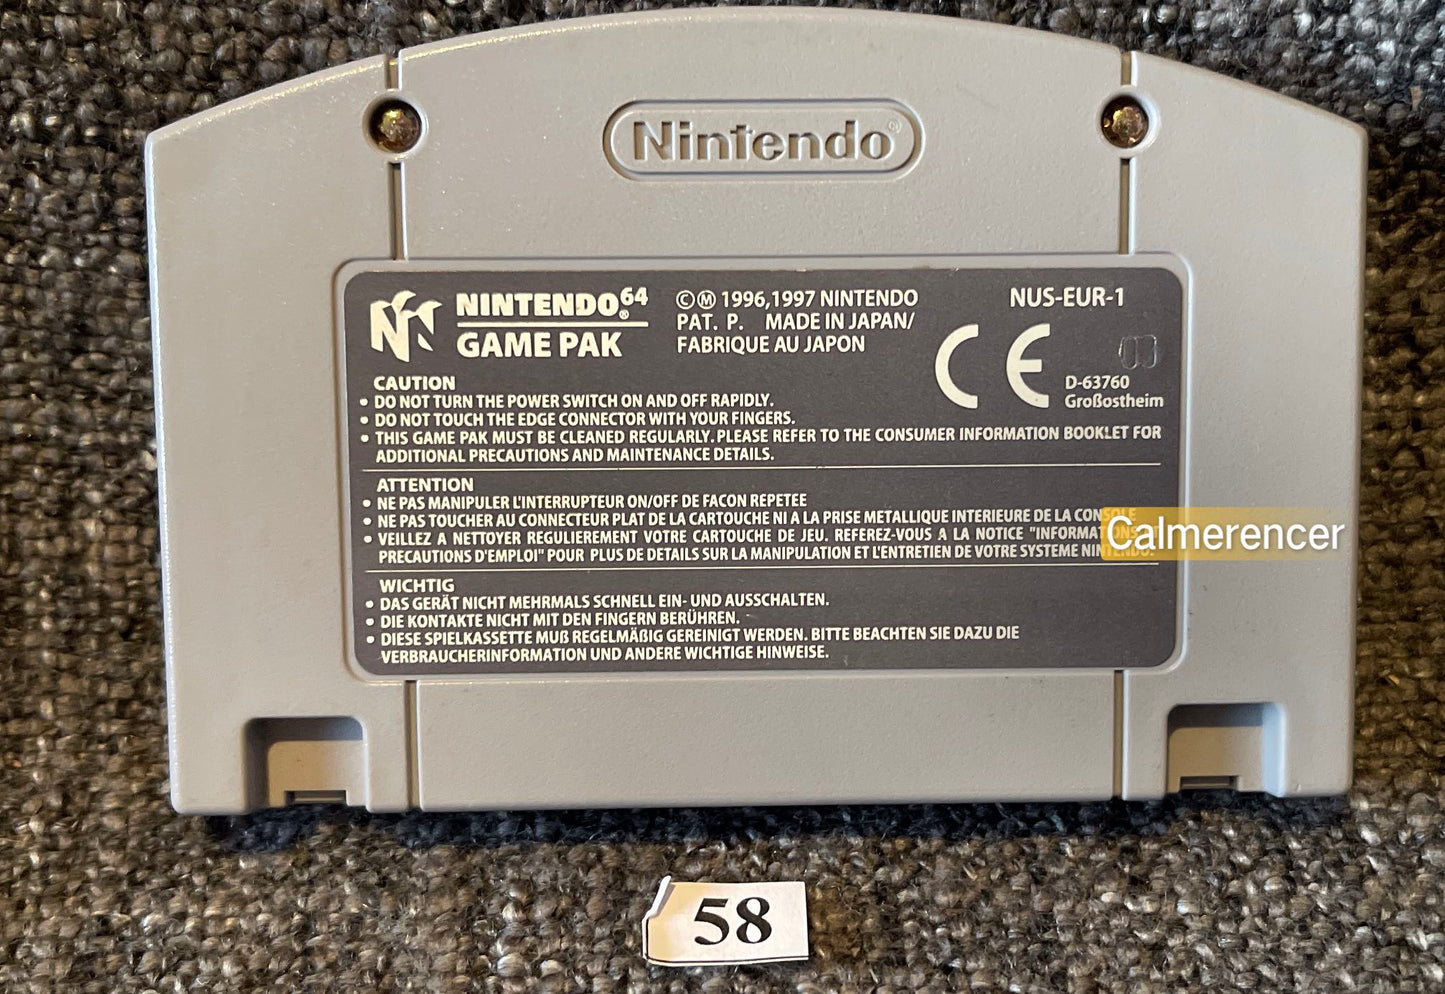 Nintendo®
NINTENDO⁶⁴®
GAME PAK
©Ⓜ 1996,1997 NINTENDO
PAT. P. MADE IN JAPAN/
FABRIQUE AU JAPON
NUS-EUR-1
CE
D-63760
Großostheim
CAUTION
• DO NOT TURN THE POWER SWITCH ON AND OFF RAPIDLY.
• DO NOT TOUCH THE EDGE CONNECTOR WITH YOUR FINGERS.
• THIS GAME PAK MUST BE CLEANED REGULARLY. PLEASE REFER TO THE CONSUMER INFORMATION BOOKLET FOR
ADDITIONAL PRECAUTIONS AND MAINTENANCE DETAILS.
ATTENTION
• NE PAS MANIPULER L'INTERRUPTEUR ON/OFF DE FACON REPETEE
• NE PAS TOUCHER AU CONNECTEUR PLAT DE LA CARTOUCHE NI A LA PRISE METALLIQUE INTERIEURE DE LA CONSOLE
• VEILLEZ A NETTOYER REGULIEREMENT VOTRE CARTOUCHE DE JEU. REFEREZ-VOUS A LA NOTICE "INFORMATIONS
PRECAUTIONS D'EMPLOI" POUR PLUS DE DETAILS SUR LA MANIPULATION ET L'ENTRETIEN DE VOTRE SYSTEME NINTENDO.
Calmerencer
WICHTIG
• DAS GERÄT NICHT MEHRMALS SCHNELL EIN- UND AUSSCHALTEN.
• DIE KONTAKTE NICHT MIT DEN FINGERN BERÜHREN.
• DIESE SPIELKASSETTE MUß REGELMÄßIG GEREINIGT WERDEN. BITTE BEACHTEN SIE DAZU DIE
VERBRAUCHERINFORMATION UND ANDERE WICHTIGE HINWEISE.
58